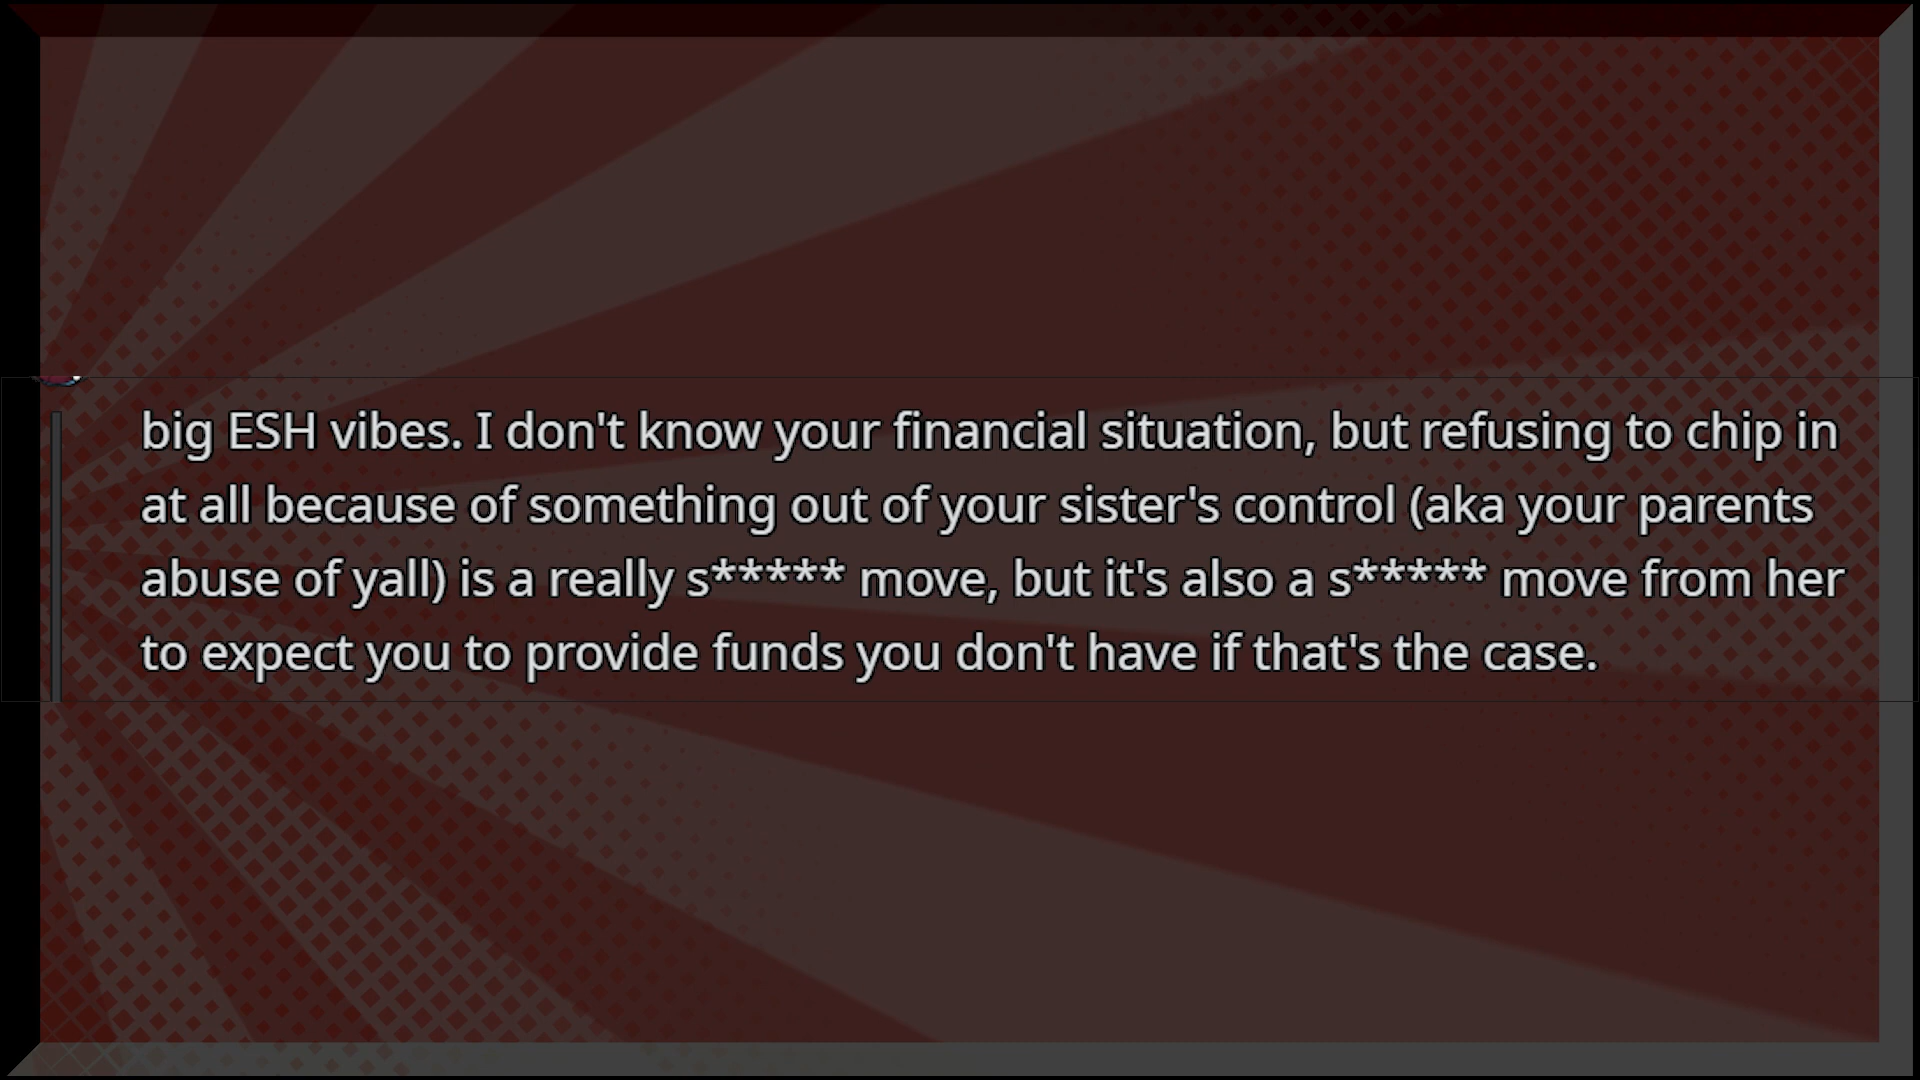 big ESH vibes. I don't know your financial situation, but refusing to chip in
at all because of something out of your sister's control (aka your parents
abuse of yall) is a really s***** move, but it's also a s***** move from her
to expect you to provide funds you don't have if that's the case.